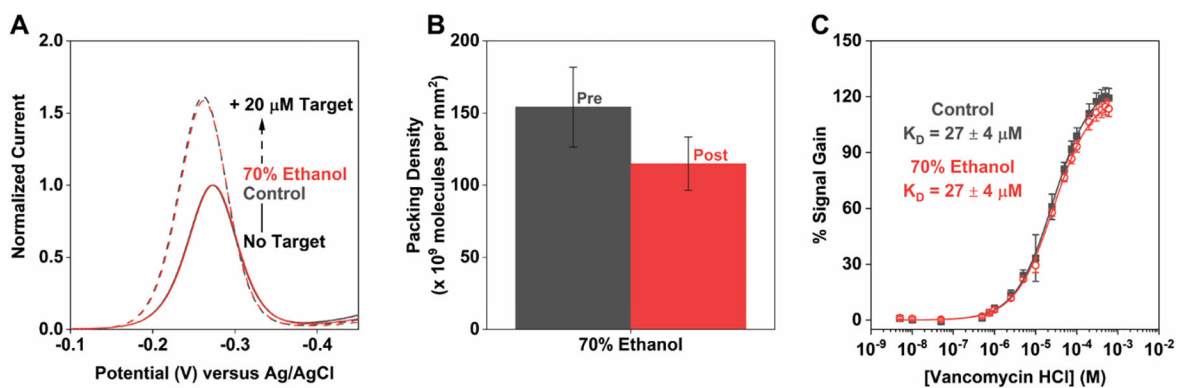 A
2.0
1.5
1.0
0.5
0.0
-0.1
-0.2
-0.3
-0.4
Normalized Current
Potential (V) versus Ag/AgCl
+ 20 μM Target
70% Ethanol
Control
No Target
B
200
150
100
50
0
Packing Density
(x 10⁹ molecules per mm²)
Pre
Post
70% Ethanol
C
150
120
90
60
30
0
% Signal Gain
Control
K_D = 27 ± 4 μM
70% Ethanol
K_D = 27 ± 4 μM
10⁻⁹
10⁻⁸
10⁻⁷
10⁻⁶
10⁻⁵
10⁻⁴
10⁻³
10⁻²
[Vancomycin HCl] (M)